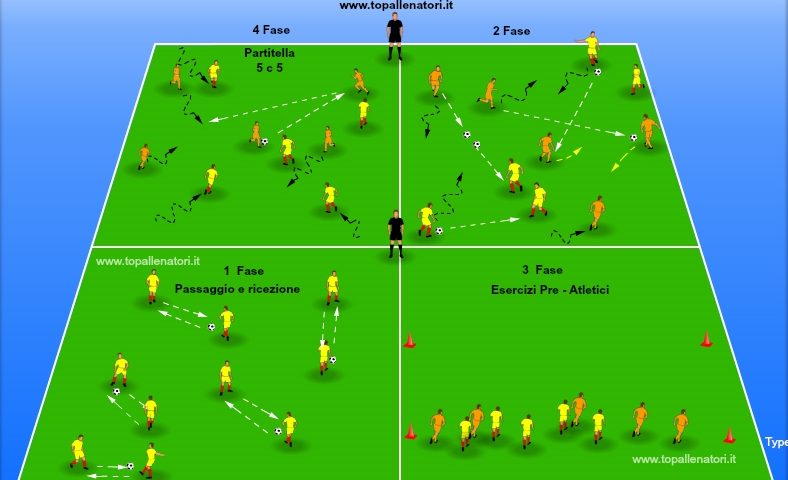 www.topallenatori.it
4 Fase
2 Fase
Partitella
5 c 5
www.topallenatori.it
1 Fase
Passaggio e ricezione
3 Fase
Esercizi Pre - Atletici
www.topallenatori.it
Type